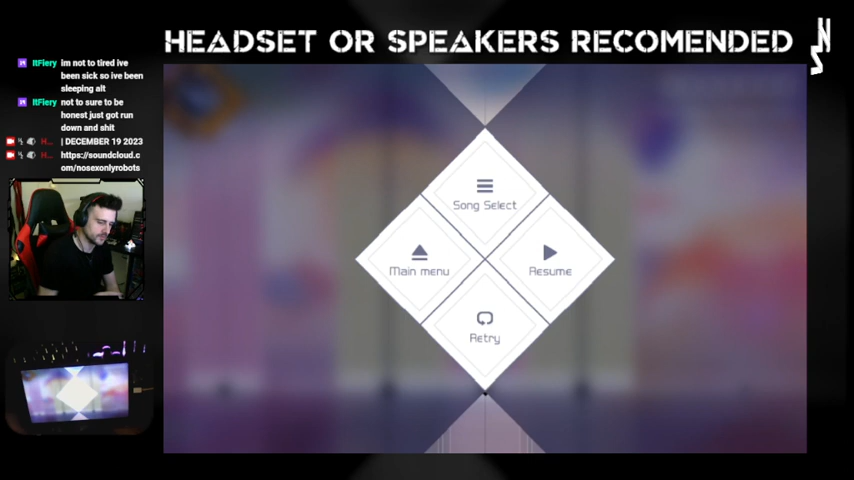 HEADSET OR SPEAKERS RECOMENDED
ItFiery im not to tired ive
been sick so ive been
sleeping alt
ItFiery not to sure to be
honest just got run
down and shit
H... | DECEMBER 19 2023
H... https://soundcloud.c
om/nosexonlyrobots
Song Select
Main menu
Resume
Retry